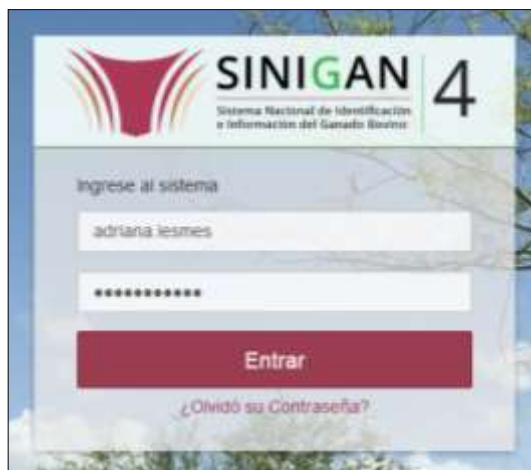 SINIGAN 4
Sistema Nacional de Identificación
e Información del Ganado Bovino
Ingrese al sistema
adriana lesmes
•••••••••••
Entrar
¿Olvidó su Contraseña?